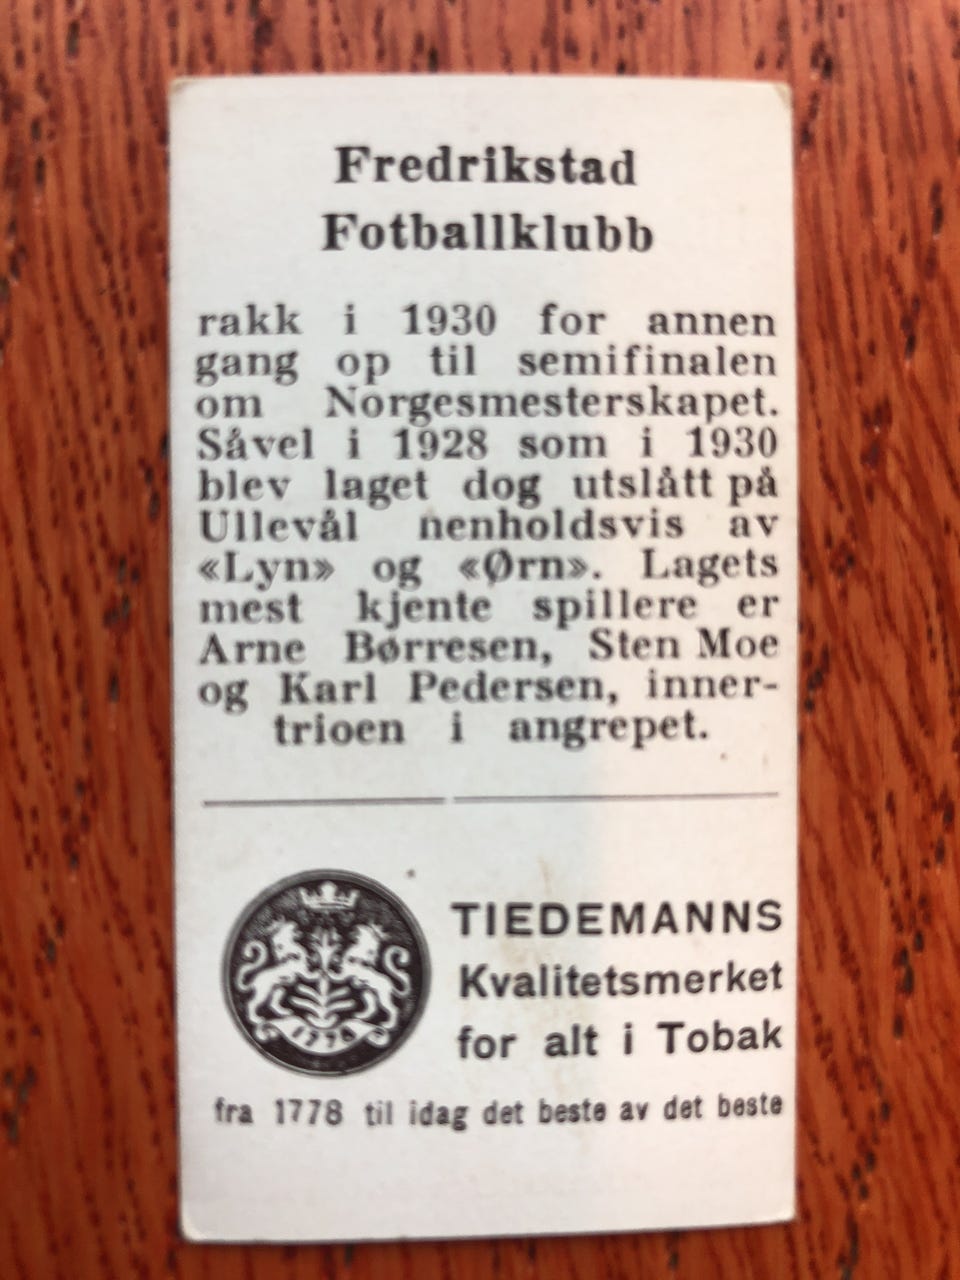 Fredrikstad
Fotballklubb
rakk i 1930 for annen
gang op til semifinalen
om Norgesmesterskapet.
Såvel i 1928 som i 1930
blev laget dog utslått på
Ullevål nenholdsvis av
«Lyn» og «Ørn». Lagets
mest kjente spillere er
Arne Børresen, Sten Moe
og Karl Pedersen, inner-
trioen i angrepet.
TIEDEMANNS
Kvalitetsmerket
for alt i Tobak
1778
fra 1778 til idag det beste av det beste